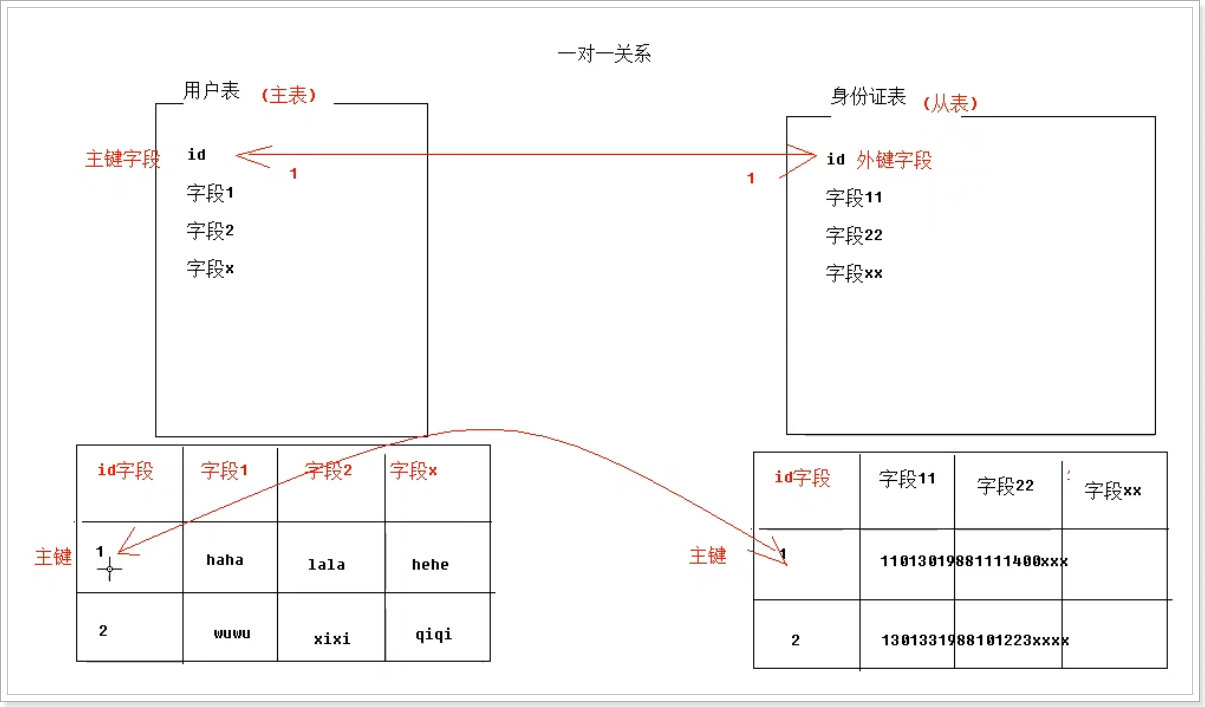 一对一关系
用户表 (主表)
身份证表 (从表)
主键字段 id
1
1
id 外键字段
字段1
字段11
字段2
字段22
字段x
字段xx
id字段 字段1 字段2 字段x
主键 1 haha lala hehe
2 wuwu xixi qiqi
id字段 字段11 字段22 字段xx
主键 1 11013019881111400xxx
2 1301331988101223xxxx